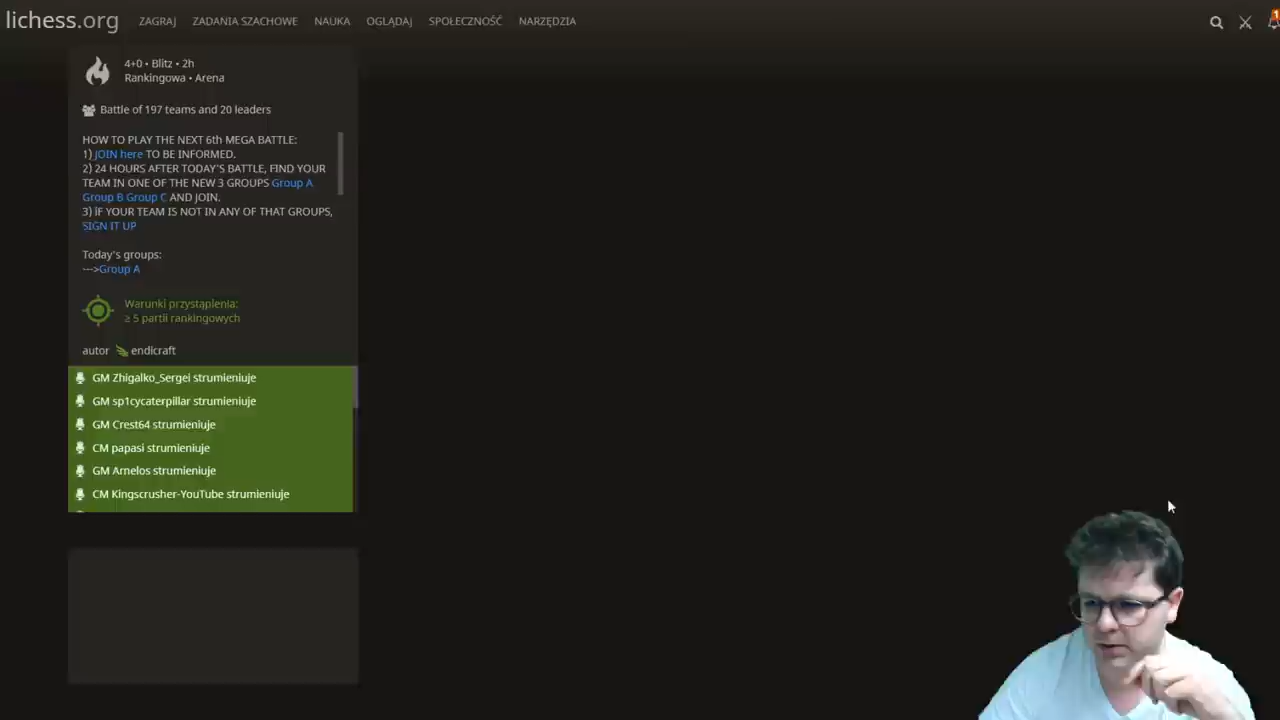 lichess.org ZAGRAJ ZADANIA SZACHOWE NAUKA OGLĄDAJ SPOŁECZNOŚĆ NARZĘDZIA
1
4+0 • Blitz • 2h
Rankingowa • Arena
Battle of 197 teams and 20 leaders
HOW TO PLAY THE NEXT 6th MEGA BATTLE:
1) JOIN here TO BE INFORMED.
2) 24 HOURS AFTER TODAY'S BATTLE, FIND YOUR
TEAM IN ONE OF THE NEW 3 GROUPS Group A
Group B Group C AND JOIN.
3) İF YOUR TEAM IS NOT IN ANY OF THAT GROUPS,
SIGN IT UP
Today's groups:
--->Group A
Warunki przystąpienia:
≥ 5 partii rankingowych
autor endicraft
GM Zhigalko_Sergei strumieniuje
GM sp1cycaterpillar strumieniuje
GM Crest64 strumieniuje
CM papasi strumieniuje
GM Arnelos strumieniuje
CM Kingscrusher-YouTube strumieniuje